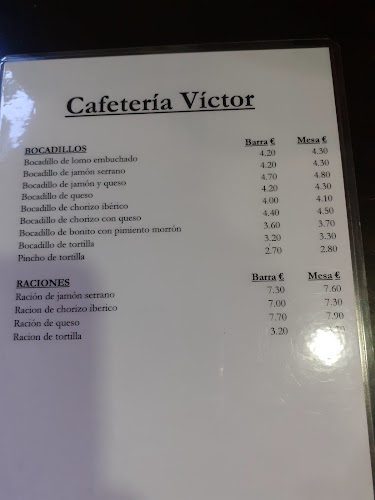 Cafetería Víctor
BOCADILLOS Barra € Mesa €
Bocadillo de lomo embuchado 4.20 4.30
Bocadillo de jamón serrano 4.20 4.30
Bocadillo de jamón y queso 4.70 4.80
Bocadillo de queso 4.20 4.30
Bocadillo de chorizo ibérico 4.00 4.10
Bocadillo de chorizo con queso 4.40 4.50
Bocadillo de bonito con pimiento morrón 3.60 3.70
Bocadillo de tortilla 3.20 3.30
Pincho de tortilla 2.70 2.80
RACIONES Barra € Mesa €
Ración de jamón serrano 7.30 7.60
Racion de chorizo iberico 7.00 7.30
Ración de queso 7.70 7.90
Racion de tortilla 3.20